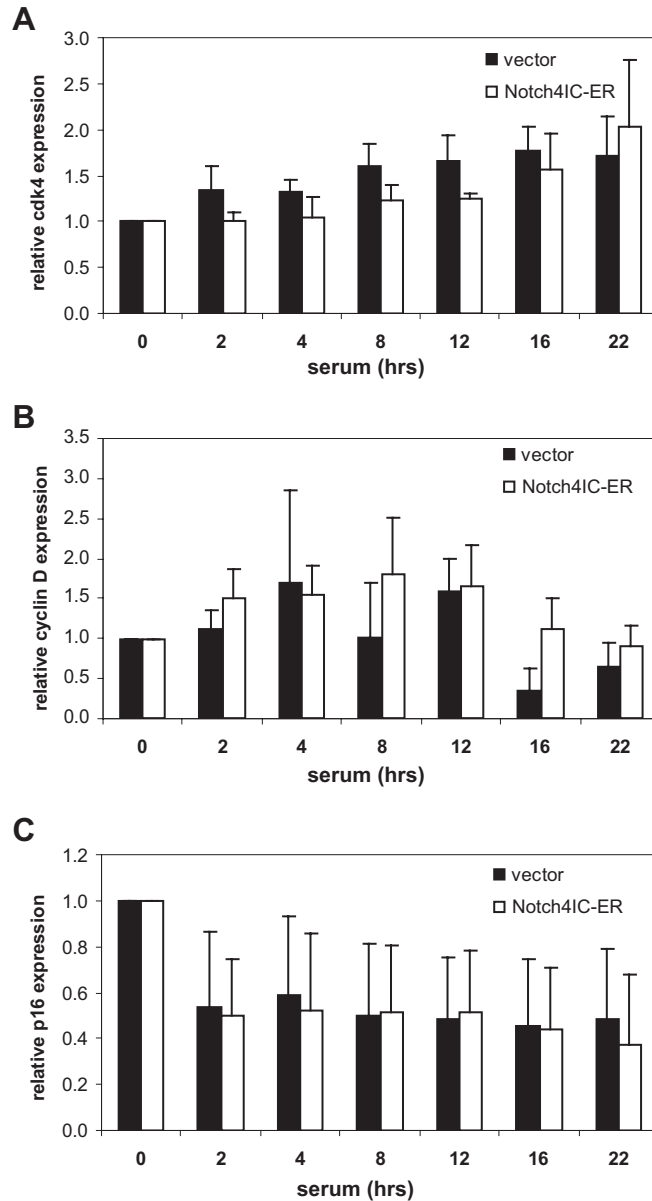 A
relative cdk4 expression
3.0
2.5
2.0
1.5
1.0
0.5
0.0
vector
Notch4IC-ER
0 2 4 8 12 16 22
serum (hrs)
B
relative cyclin D expression
3.5
3.0
2.5
2.0
1.5
1.0
0.5
0.0
vector
Notch4IC-ER
0 2 4 8 12 16 22
serum (hrs)
C
relative p16 expression
1.2
1.0
0.8
0.6
0.4
0.2
0.0
vector
Notch4IC-ER
0 2 4 8 12 16 22
serum (hrs)